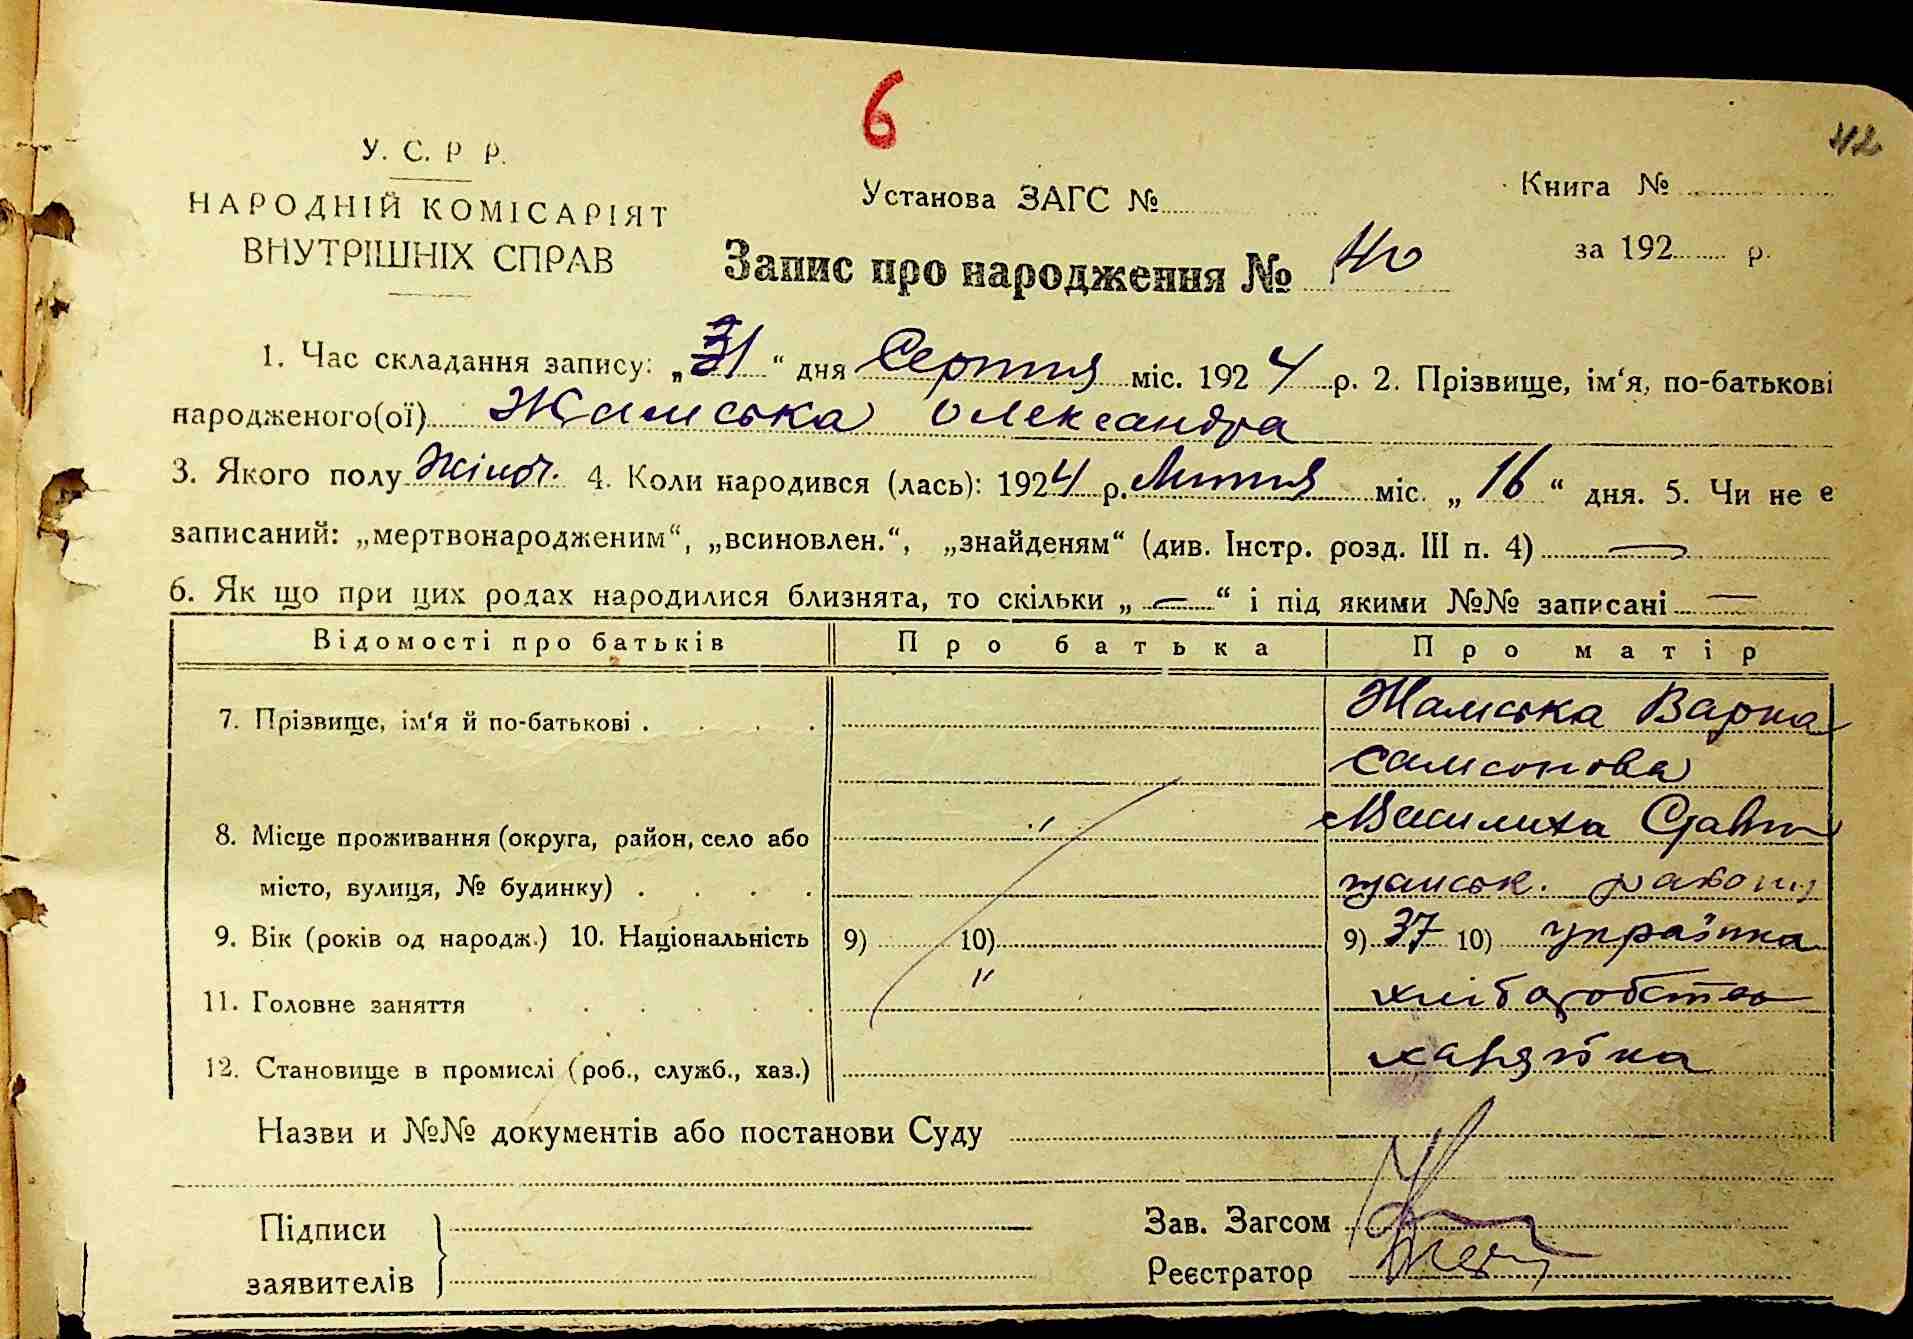 6
42
У. С. Р Р.
НАРОДНІЙ КОМІСАРІЯТ
ВНУТРІШНІХ СПРАВ
Установа ЗАГС №
Книга №
за 192 р.
Запис про народження № 40
1. Час складання запису: „31“ дня Серпня міс. 1924 р. 2. Прізвище, ім‘я, по-батькові
народженого(ої) Жамська Олександра
3. Якого полу жіноч. 4. Коли народився (лась): 1924 р. Липня міс. „16“ дня. 5. Чи не є
записаний: „мертвонародженим“, „всиновлен.“, „знайденям“ (див. Інстр. розд. III п. 4) —
6. Як що при цих родах народилися близнята, то скільки „—“ і під якими №№ записані —
Відомості про батьків Про батька Про матір
7. Прізвище, ім‘я й по-батькові . . . . Жамська Варка
самсонова
8. Місце проживання (округа, район, село або " Василиха Стави
місто, вулиця, № будинку) . . . . щанськ. району
9. Вік (років од народж.) 10. Національність 9) 10) 9) 37 10) українка
11. Головне заняття . . . . . . " хліборобство
12. Становище в промислі (роб., служб., хаз.) хазяйка
Назви и №№ документів або постанови Суду
Підписи
заявителів
Зав. Загсом
Реєстратор